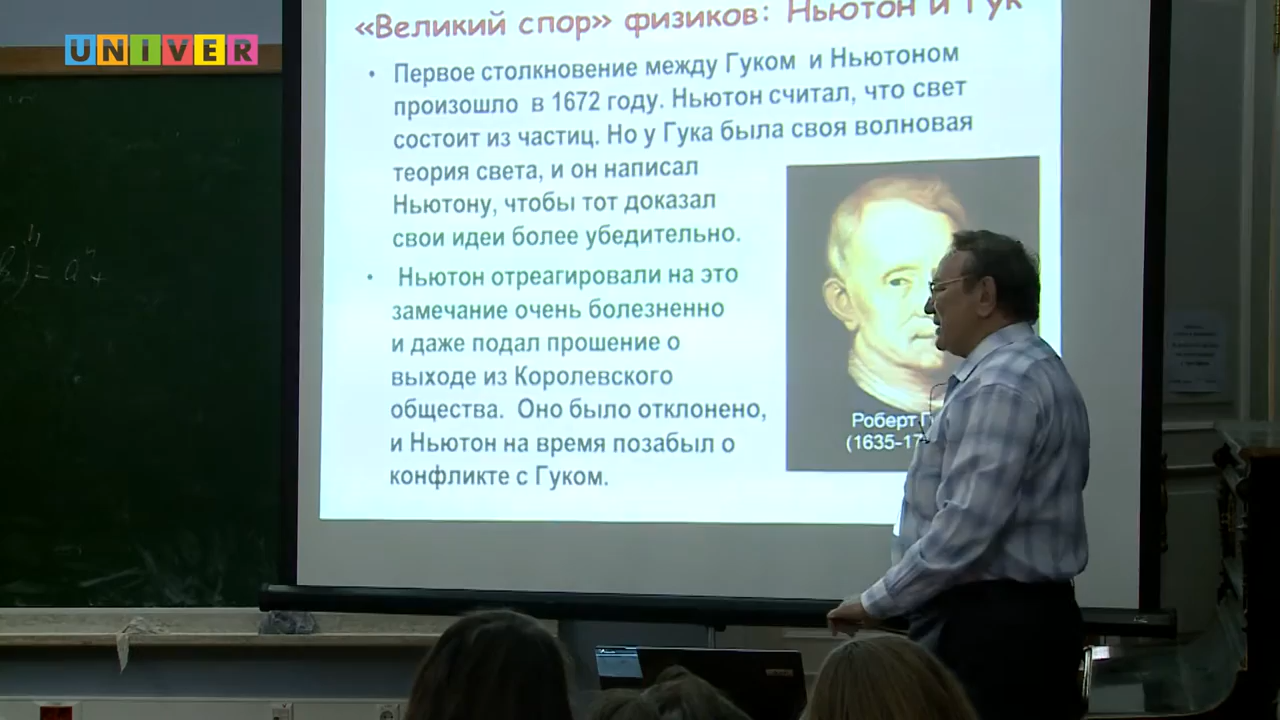 UNIVER
«Великий спор» физиков: Ньютон и Гук
Первое столкновение между Гуком и Ньютоном
произошло в 1672 году. Ньютон считал, что свет
состоит из частиц. Но у Гука была своя волновая
теория света, и он написал
Ньютону, чтобы тот доказал
свои идеи более убедительно.
Ньютон отреагировали на это
замечание очень болезненно
и даже подал прошение о
выходе из Королевского
общества. Оно было отклонено,
и Ньютон на время позабыл о
конфликте с Гуком.
Роберт Г
(1635-17